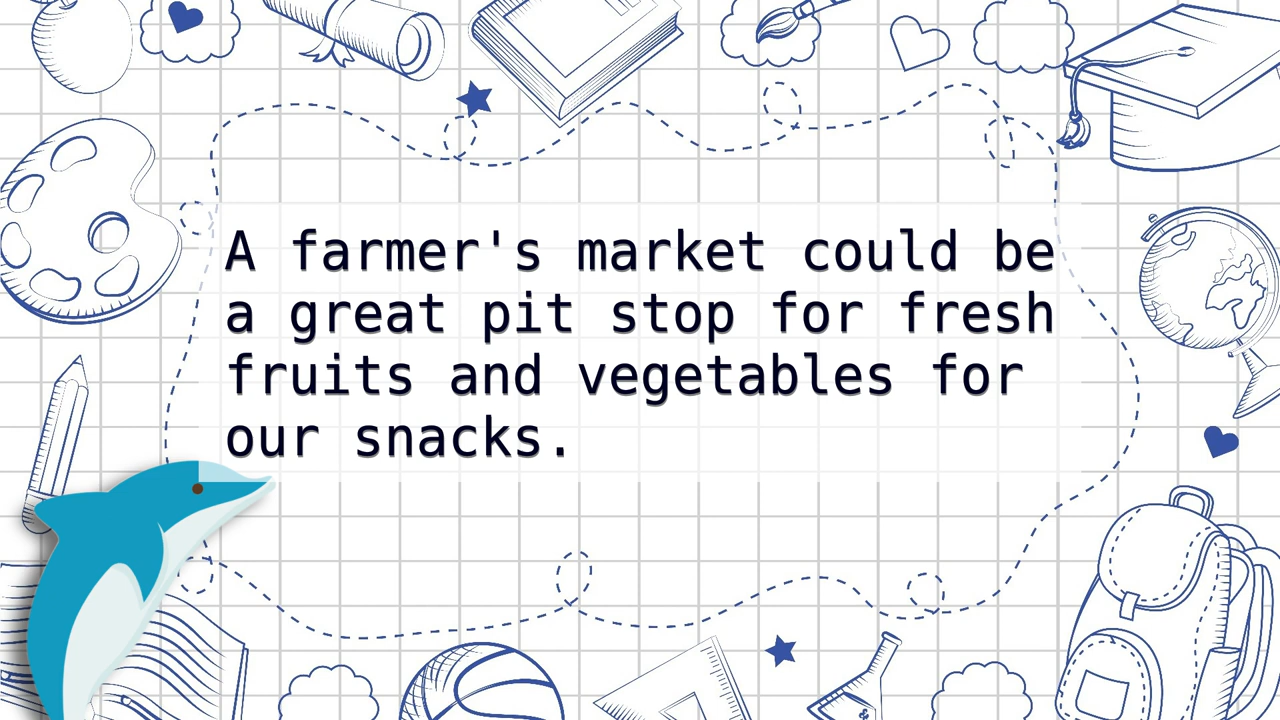 A farmer's market could be
a great pit stop for fresh
fruits and vegetables for
our snacks.